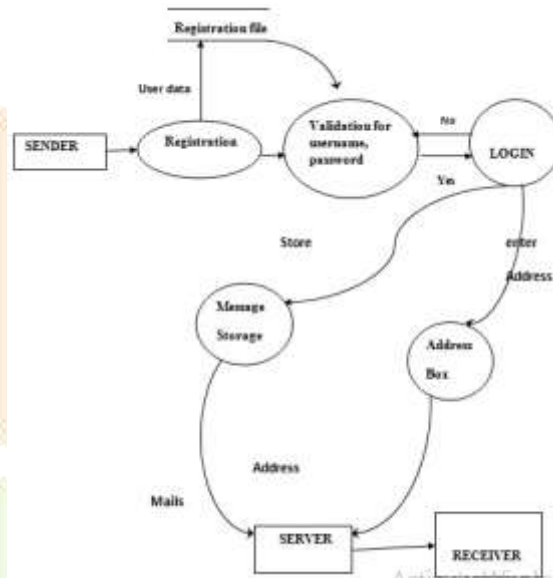 Registration file
User data
SENDER
Registration
Validation for
username,
password
No
LOGIN
Yes
Store
enter
Address
Message
Storage
Address
Box
Address
Mails
SERVER
RECEIVER